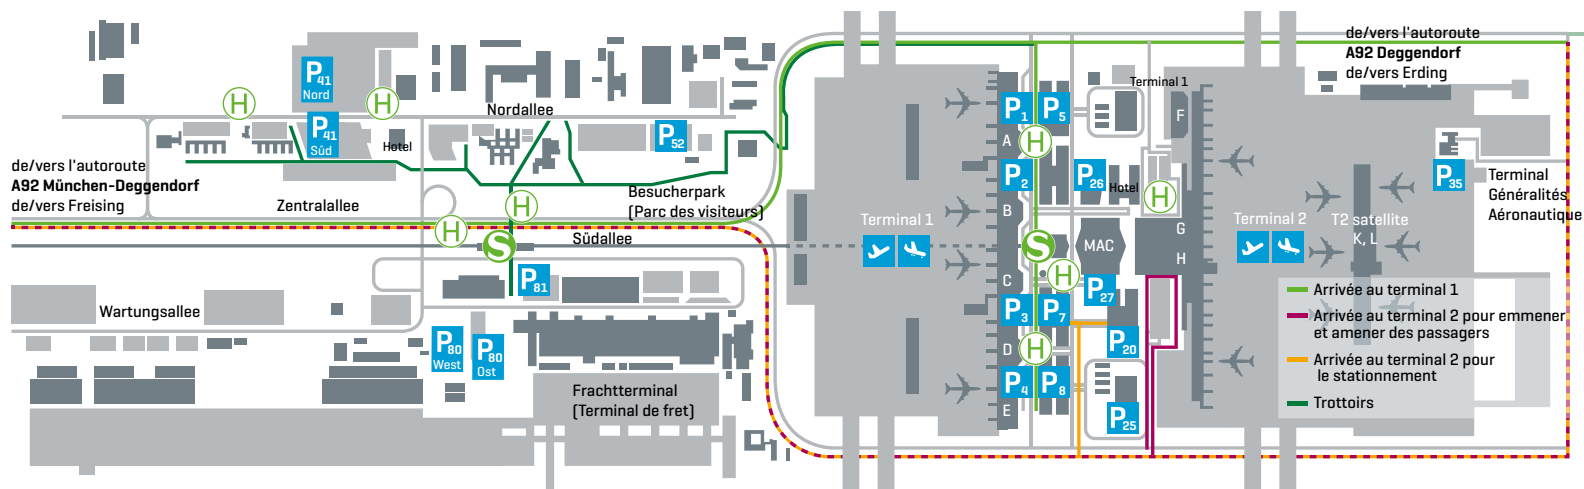 de/vers l'autoroute
A92 Deggendorf
de/vers Erding
P41
Nord
H
H
P41
Süd
Hotel
Nordallee
P52
de/vers l'autoroute
A92 München-Deggendorf
de/vers Freising
Zentralallee
Besucherpark
(Parc des visiteurs)
H
H
S
Südallee
P81
Wartungsallee
P80
West
P80
Ost
Frachtterminal
(Terminal de fret)
Terminal 1
P1
P5
A
H
P2
P26
Hotel
B
H
Terminal 1
F
G
H
S
MAC
C
H
P27
P3
P7
D
H
P20
P4
P8
E
P25
Terminal 2
T2 satellite
K, L
P35
Terminal
Généralités
Aéronautique
Arrivée au terminal 1
Arrivée au terminal 2 pour emmener
et amener des passagers
Arrivée au terminal 2 pour
le stationnement
Trottoirs